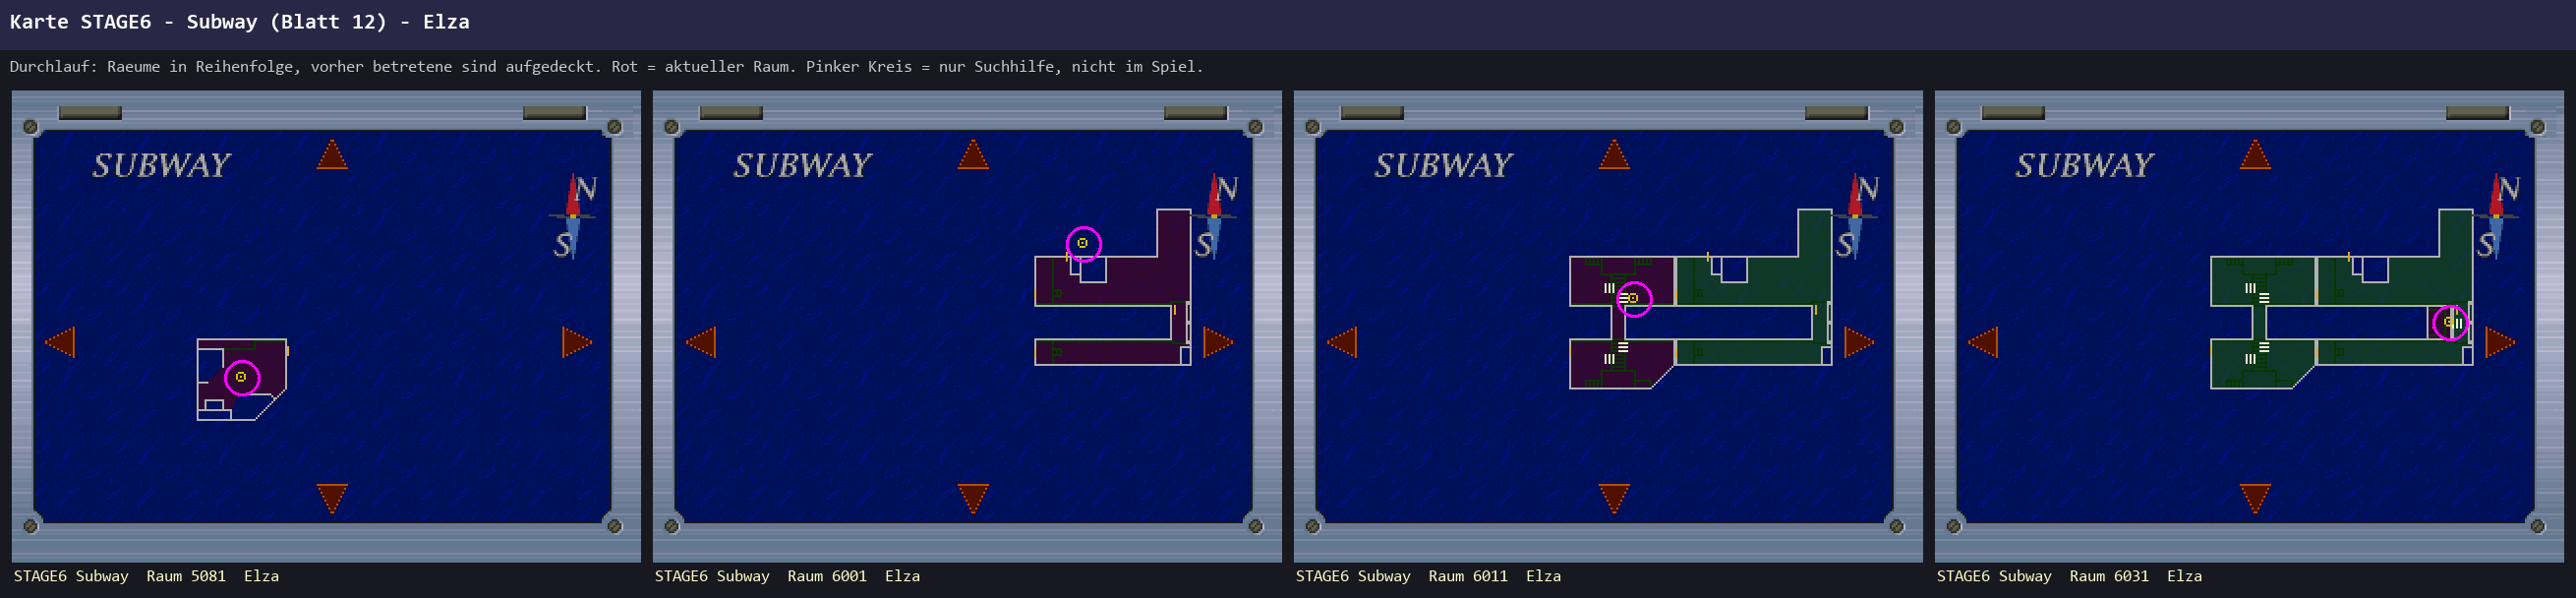 Karte STAGE6 - Subway (Blatt 12) - Elza
Durchlauf: Raeume in Reihenfolge, vorher betretene sind aufgedeckt. Rot = aktueller Raum. Pinker Kreis = nur Suchhilfe, nicht im Spiel.
SUBWAY
N
S
SUBWAY
N
S
SUBWAY
N
S
SUBWAY
N
S
STAGE6 Subway  Raum 5081  Elza
STAGE6 Subway  Raum 6001  Elza
STAGE6 Subway  Raum 6011  Elza
STAGE6 Subway  Raum 6031  Elza